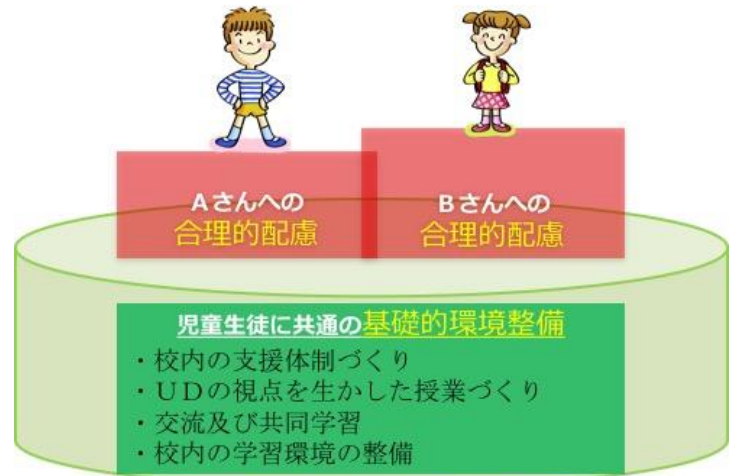 Aさんへの
合理的配慮
Bさんへの
合理的配慮
児童生徒に共通の基礎的環境整備
・校内の支援体制づくり
・UDの視点を生かした授業づくり
・交流及び共同学習
・校内の学習環境の整備